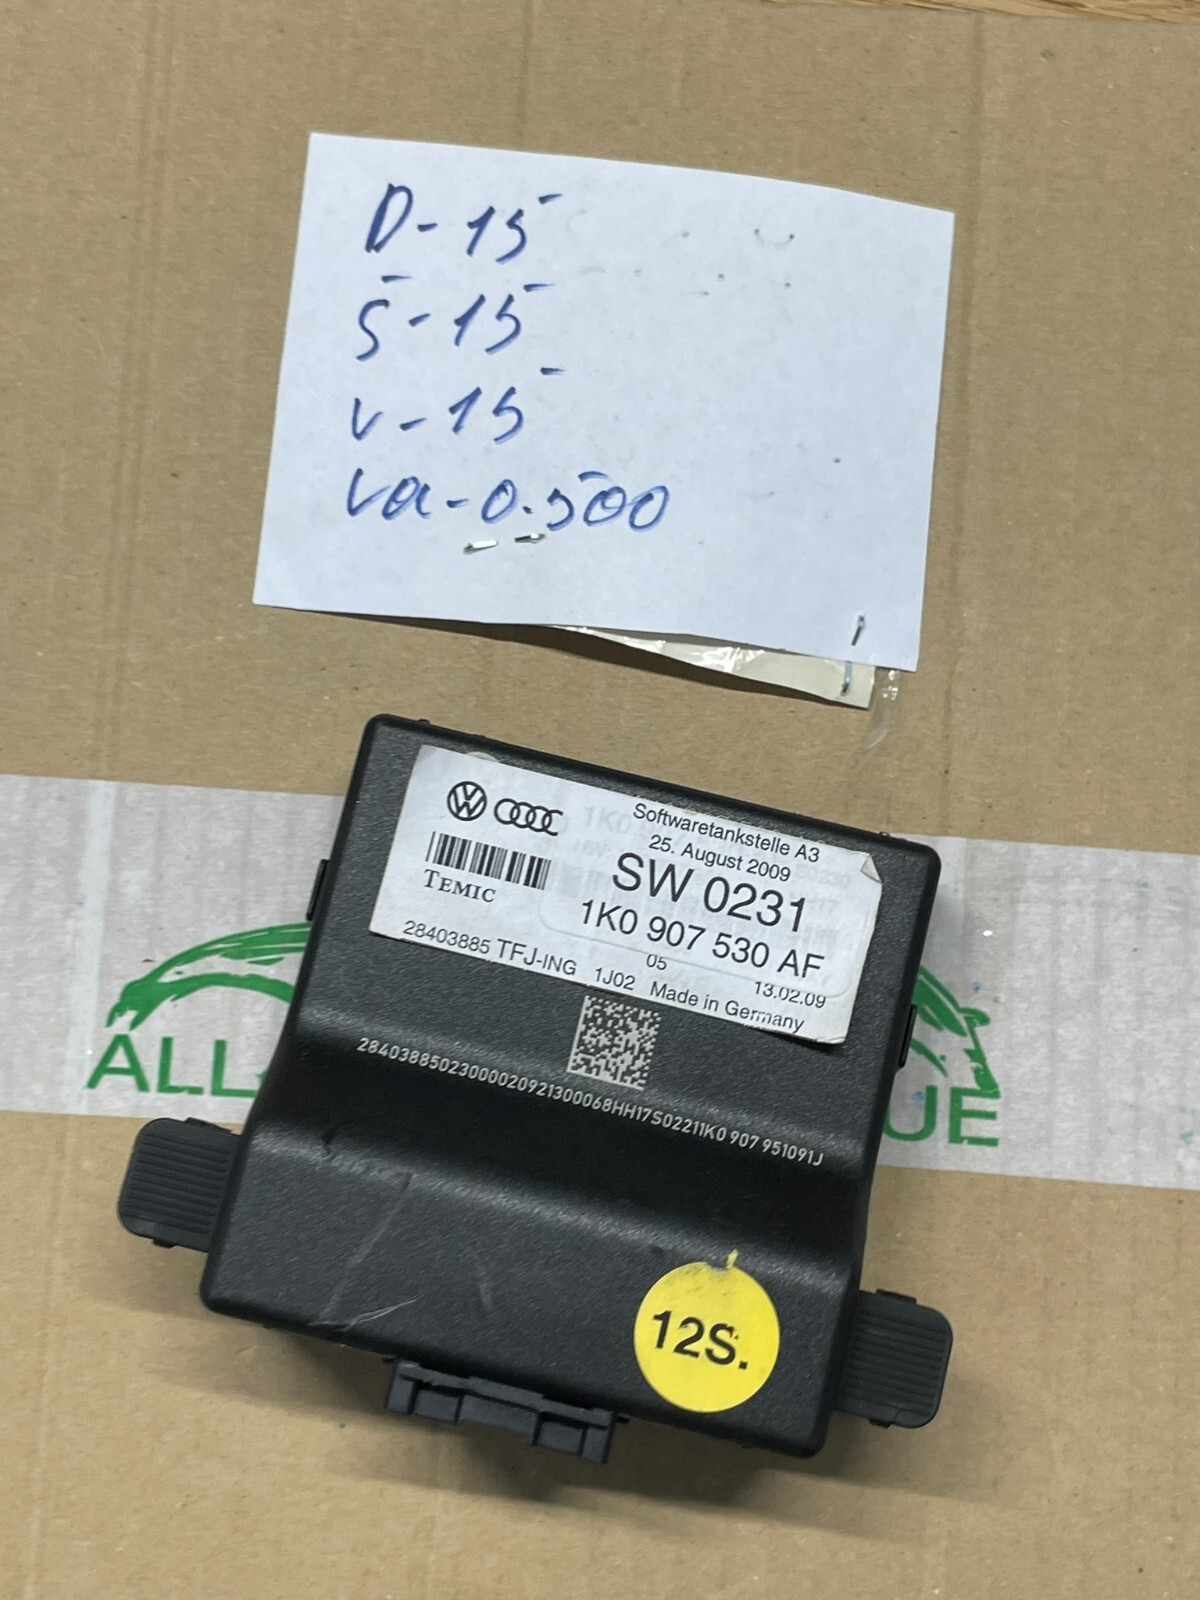 D-15
S-15
V-15
Va-0.500
Softwaretankstelle A3
25. August 2009
SW 0231
1K0 907 530 AF
TEMIC
05
13.02.09
28403885 TFJ-ING 1J02 Made in Germany
28403885023000020921300068HH17S02211K0 907 951091J
ALL
UE
12S.